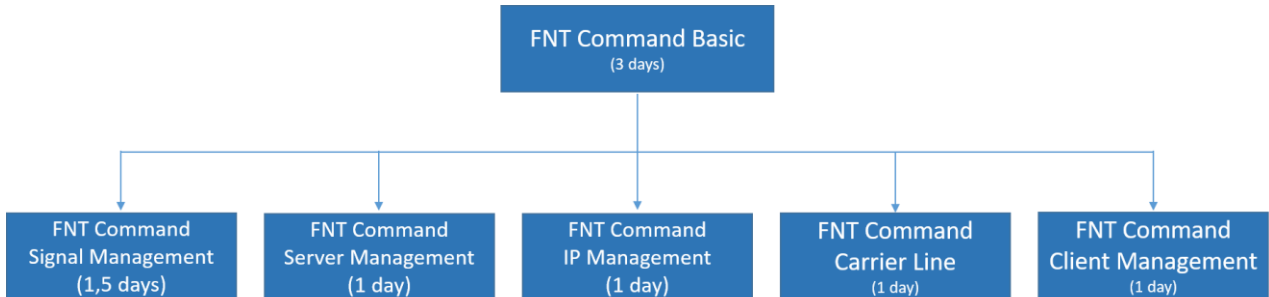 FNT Command Basic
(3 days)
FNT Command
Signal Management
(1,5 days)
FNT Command
Server Management
(1 day)
FNT Command
IP Management
(1 day)
FNT Command
Carrier Line
(1 day)
FNT Command
Client Management
(1 day)